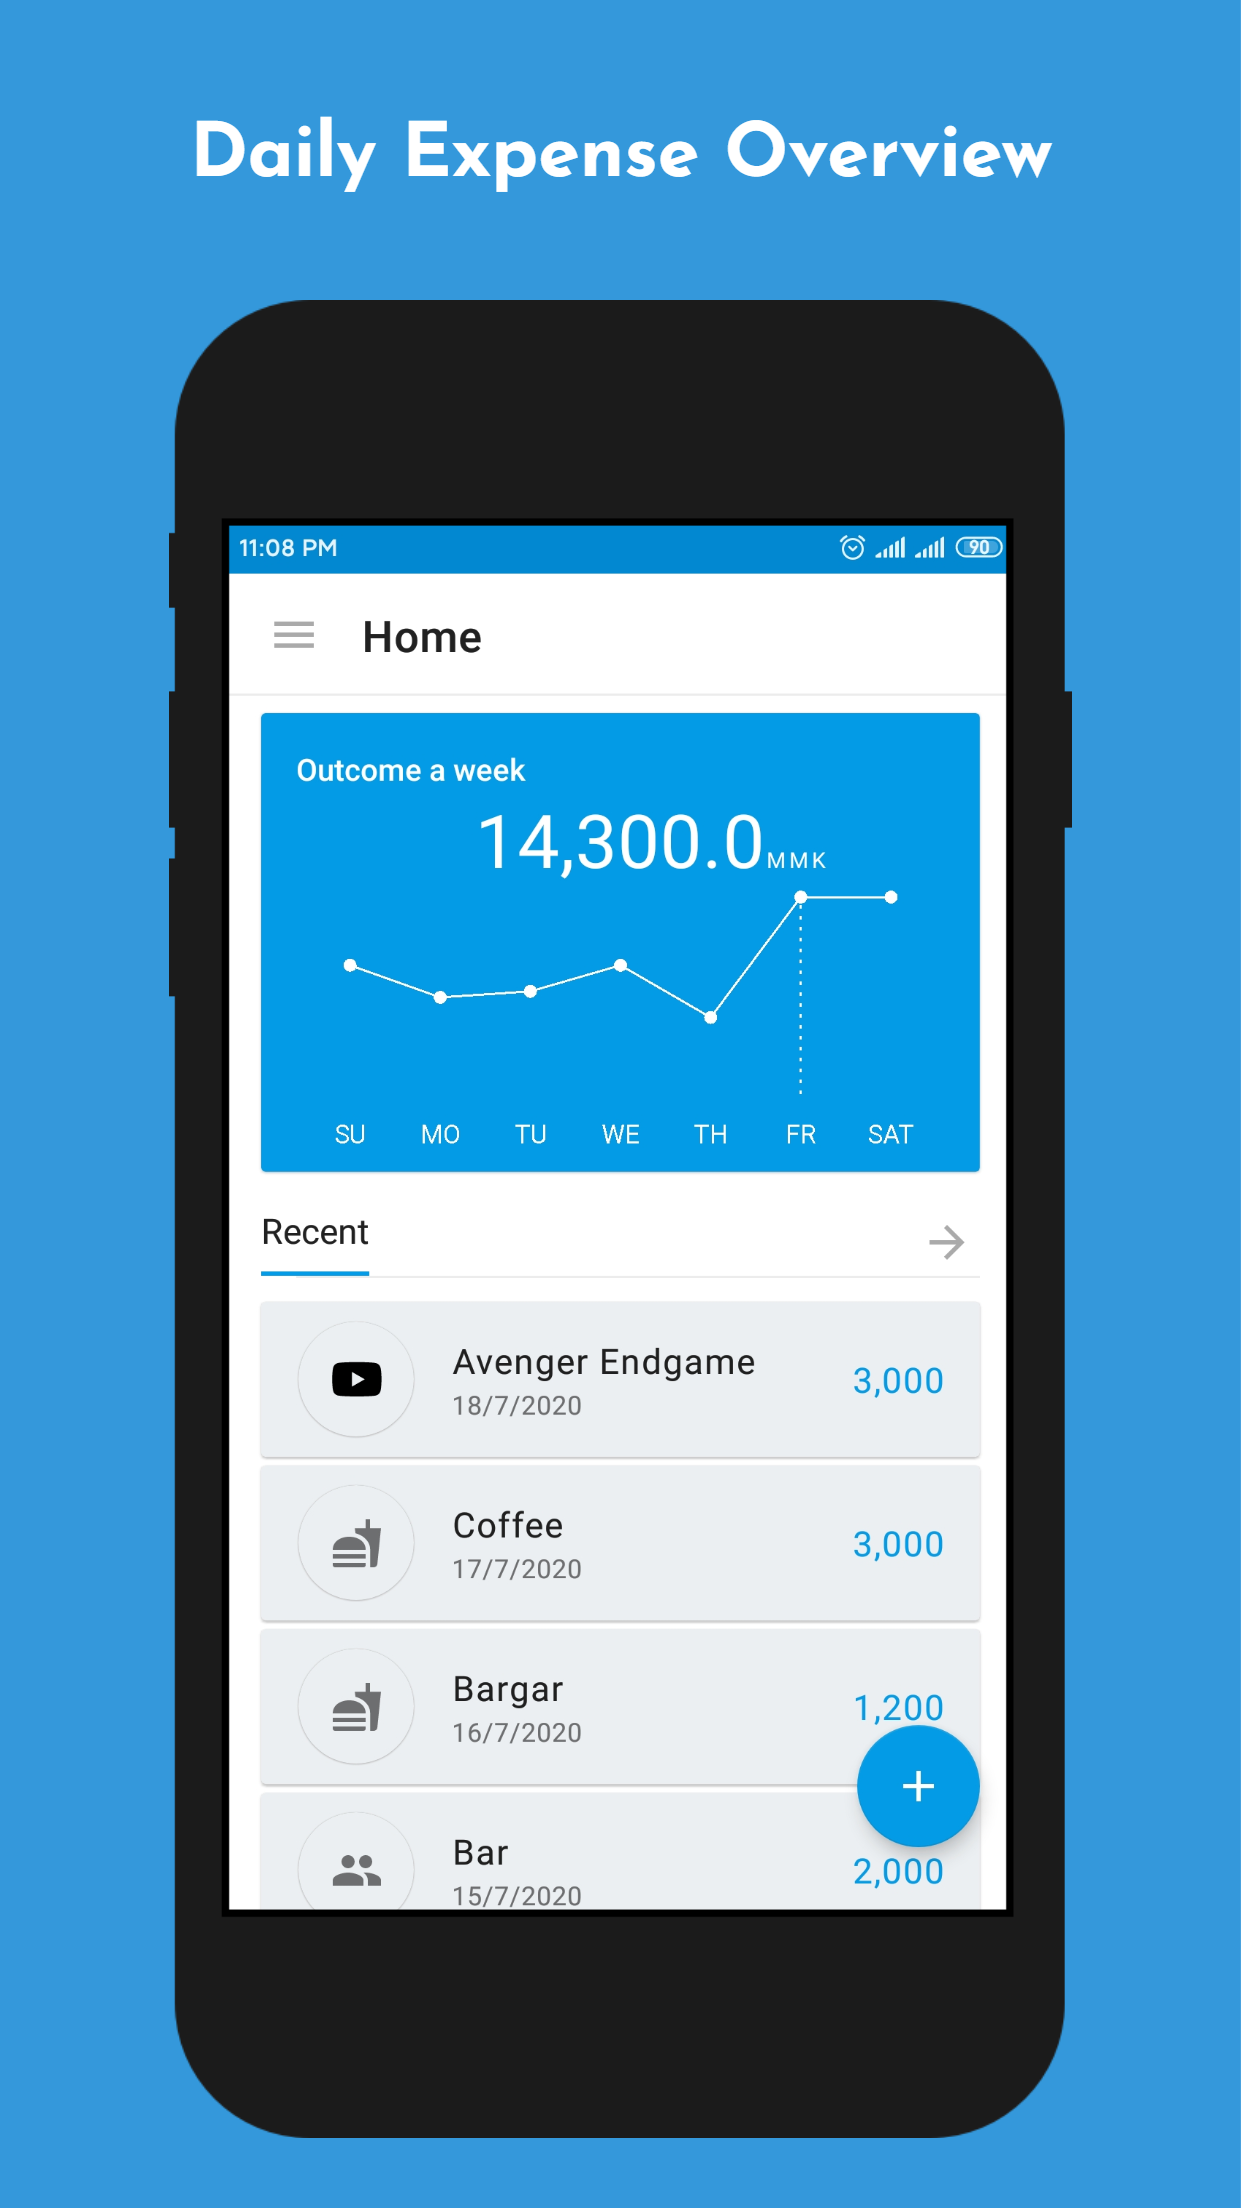 Daily Expense Overview
11:08 PM
90
Home
Outcome a week
14,300.0 MMK
SU MO TU WE TH FR SAT
Recent
Avenger Endgame
18/7/2020
3,000
Coffee
17/7/2020
3,000
Bargar
16/7/2020
1,200
+
Bar
15/7/2020
2,000